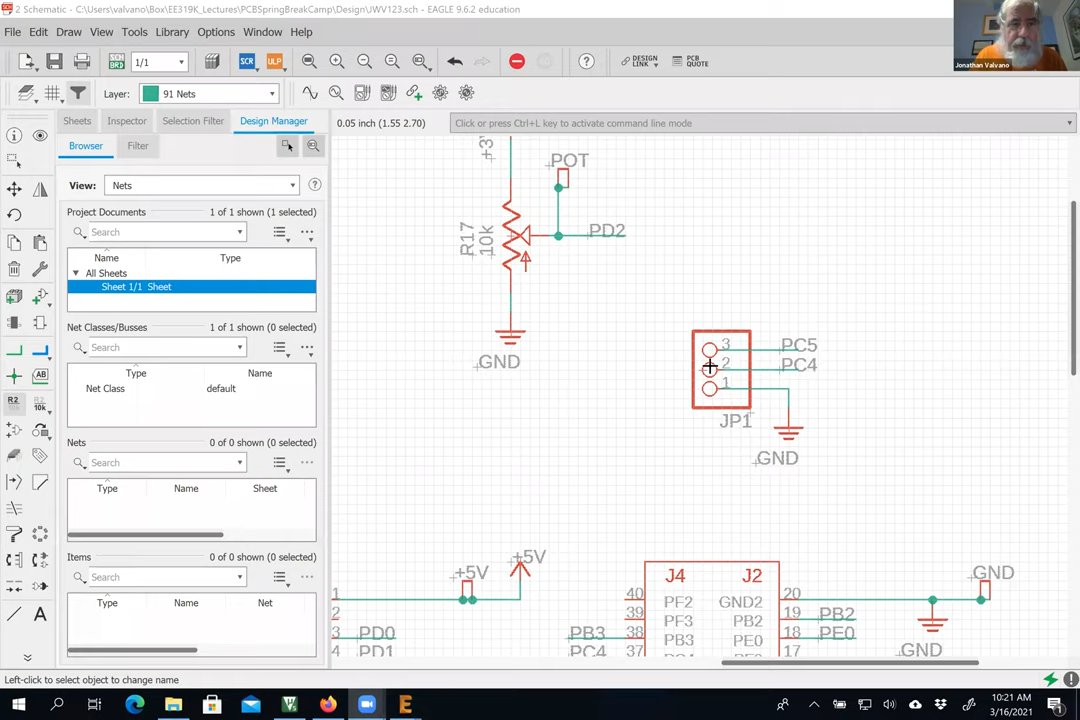 2 Schematic - C:\Users\valvano\Box\EE319K_Lectures\PCBSpringBreakCamp\Design\JWV123.sch - EAGLE 9.6.2 education
File Edit Draw View Tools Library Options Window Help
SCH BRD 1/1 SCR ULP DESIGN LINK PCB QUOTE
Jonathan Valvano
Layer: 91 Nets
Sheets Inspector Selection Filter Design Manager
0.05 inch (1.55 2.70) Click or press Ctrl+L key to activate command line mode
Browser Filter
View: Nets
Project Documents 1 of 1 shown (1 selected)
Search
Name Type
All Sheets
Sheet 1/1 Sheet
Net Classes/Busses 1 of 1 shown (0 selected)
Search
Type Name
Net Class default
Nets 0 of 0 shown (0 selected)
Search
Type Name Sheet
Items 0 of 0 shown (0 selected)
Search
Type Name Net
R2 10k
R2 10k
POT
R17
10k
PD2
GND
3 PC5
2 PC4
1
JP1
GND
+5V +5V
1
2
3 PD0
4 PD1
J4 J2
40 PF2 GND2 20
39 PF3 PB2 19 PB2
PB3 38 PB3 PE0 18 PE0
PC4 37 17
GND
GND
Left-click to select object to change name
10:21 AM
3/16/2021